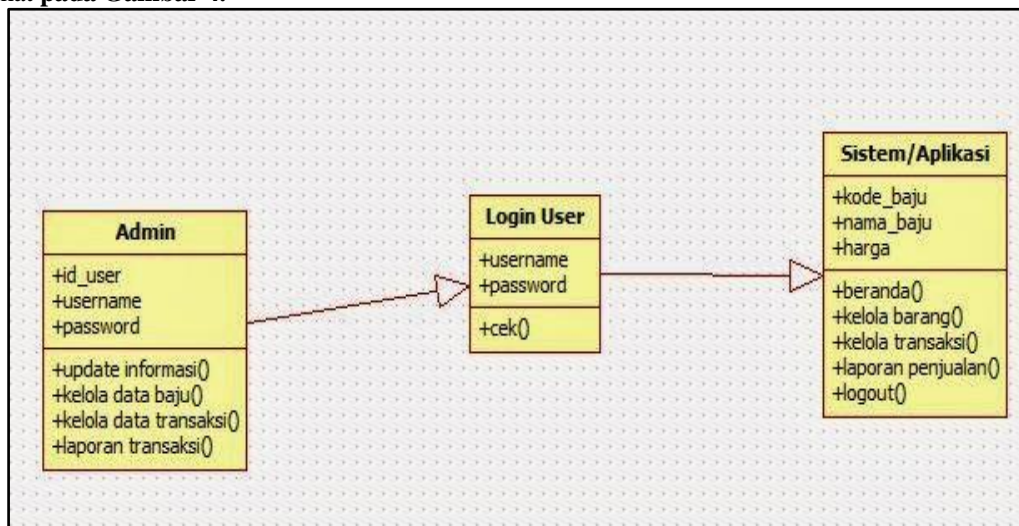 pada Gambar 4.
Admin
+id_user
+username
+password
+update informasi()
+kelola data baju()
+kelola data transaksi()
+laporan transaksi()
Login User
+username
+password
+cek()
Sistem/Aplikasi
+kode_baju
+nama_baju
+harga
+beranda()
+kelola barang()
+kelola transaksi()
+laporan penjualan()
+logout()